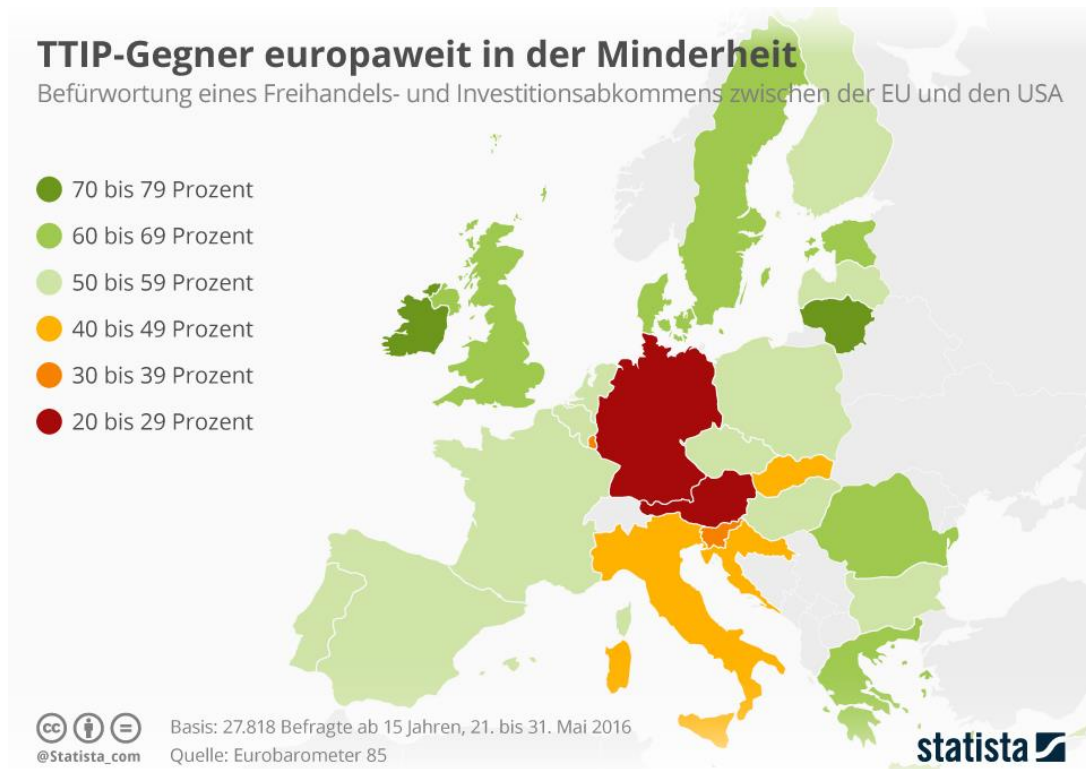 TTIP-Gegner europaweit in der Minderheit
Befürwortung eines Freihandels- und Investitionsabkommens zwischen der EU und den USA
70 bis 79 Prozent
60 bis 69 Prozent
50 bis 59 Prozent
40 bis 49 Prozent
30 bis 39 Prozent
20 bis 29 Prozent
cc
@Statista_com
Basis: 27.818 Befragte ab 15 Jahren, 21. bis 31. Mai 2016
Quelle: Eurobarometer 85
statista